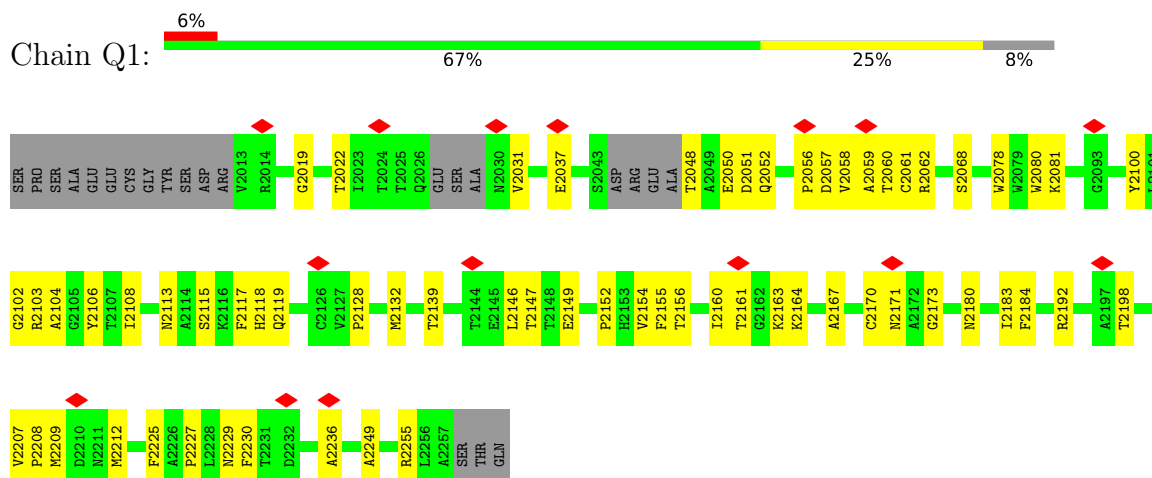 6%
Chain Q1:
67% 25% 8%
SER PRO SER ALA GLU GLU CYS GLY TYR SER ASP ARG V2013 R2014 G2019 T2022 I2023 T2024 T2025 Q2026 GLU SER ALA N2030 V2031 E2037 S2043 ASP ARG GLU ALA T2048 A2049 E2050 D2051 Q2052 P2056 D2057 V2058 A2059 T2060 C2061 R2062 S2068 W2078 W2079 W2080 K2081 G2093 Y2100 L2101
G2102 R2103 A2104 G2105 Y2106 T2107 I2108 N2113 A2114 S2115 K2116 F2117 H2118 Q2119 C2126 V2127 P2128 M2132 T2139 T2144 E2145 L2146 T2147 T2148 E2149 P2152 H2153 V2154 F2155 T2156 I2160 T2161 G2162 K2163 K2164 A2167 C2170 N2171 A2172 G2173 N2180 I2183 F2184 R2192 A2197 T2198
V2207 P2208 M2209 D2210 N2211 M2212 F2225 A2226 P2227 L2228 N2229 F2230 T2231 D2232 A2236 A2249 R2255 L2256 A2257 SER THR GLN